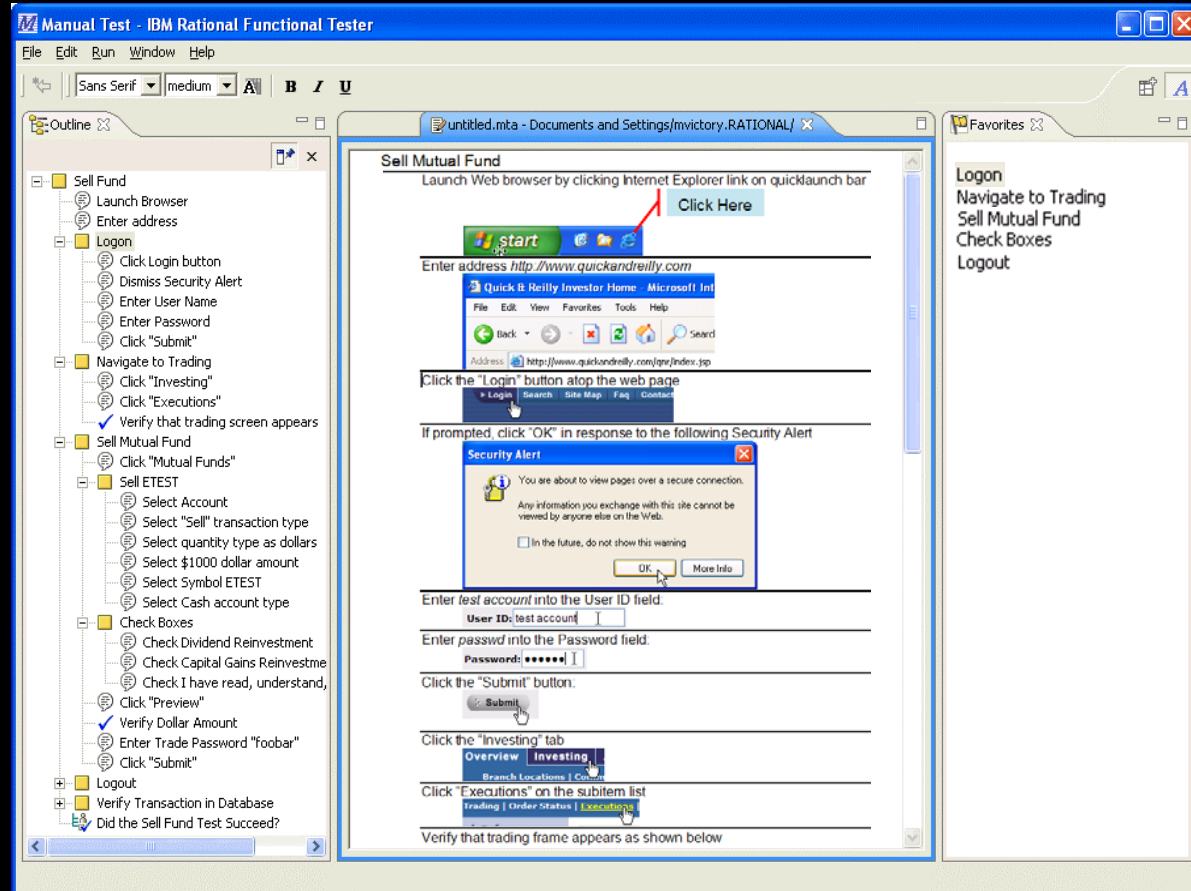 Manual Test - IBM Rational Functional Tester
File Edit Run Window Help
Sans Serif medium A B I U A
Outline
Sell Fund
Launch Browser
Enter address
Logon
Click Login button
Dismiss Security Alert
Enter User Name
Enter Password
Click "Submit"
Navigate to Trading
Click "Investing"
Click "Executions"
Verify that trading screen appears
Sell Mutual Fund
Click "Mutual Funds"
Sell ETEST
Select Account
Select "Sell" transaction type
Select quantity type as dollars
Select $1000 dollar amount
Select Symbol ETEST
Select Cash account type
Check Boxes
Check Dividend Reinvestment
Check Capital Gains Reinvestme
Check I have read, understand,
Click "Preview"
Verify Dollar Amount
Enter Trade Password "foobar"
Click "Submit"
Logout
Verify Transaction in Database
Did the Sell Fund Test Succeed?
untitled.mta - Documents and Settings/mvictory.RATIONAL/
Sell Mutual Fund
Launch Web browser by clicking Internet Explorer link on quicklaunch bar
Click Here
start
Enter address http://www.quickandreilly.com
Quick & Reilly Investor Home - Microsoft Int
File Edit View Favorites Tools Help
Back Search
Address http://www.quickandreilly.com/qnr/index.jsp
Click the "Login" button atop the web page
Login Search Site Map Faq Contact
If prompted, click "OK" in response to the following Security Alert
Security Alert
You are about to view pages over a secure connection.
Any information you exchange with this site cannot be
viewed by anyone else on the Web.
In the future, do not show this warning
OK More Info
Enter test account into the User ID field:
User ID: test account
Enter passwd into the Password field:
Password: ••••••
Click the "Submit" button:
Submit
Click the "Investing" tab
Overview Investing
Branch Locations |
Click "Executions" on the subitem list
Trading | Order Status | Executions |
Verify that trading frame appears as shown below
Favorites
Logon
Navigate to Trading
Sell Mutual Fund
Check Boxes
Logout